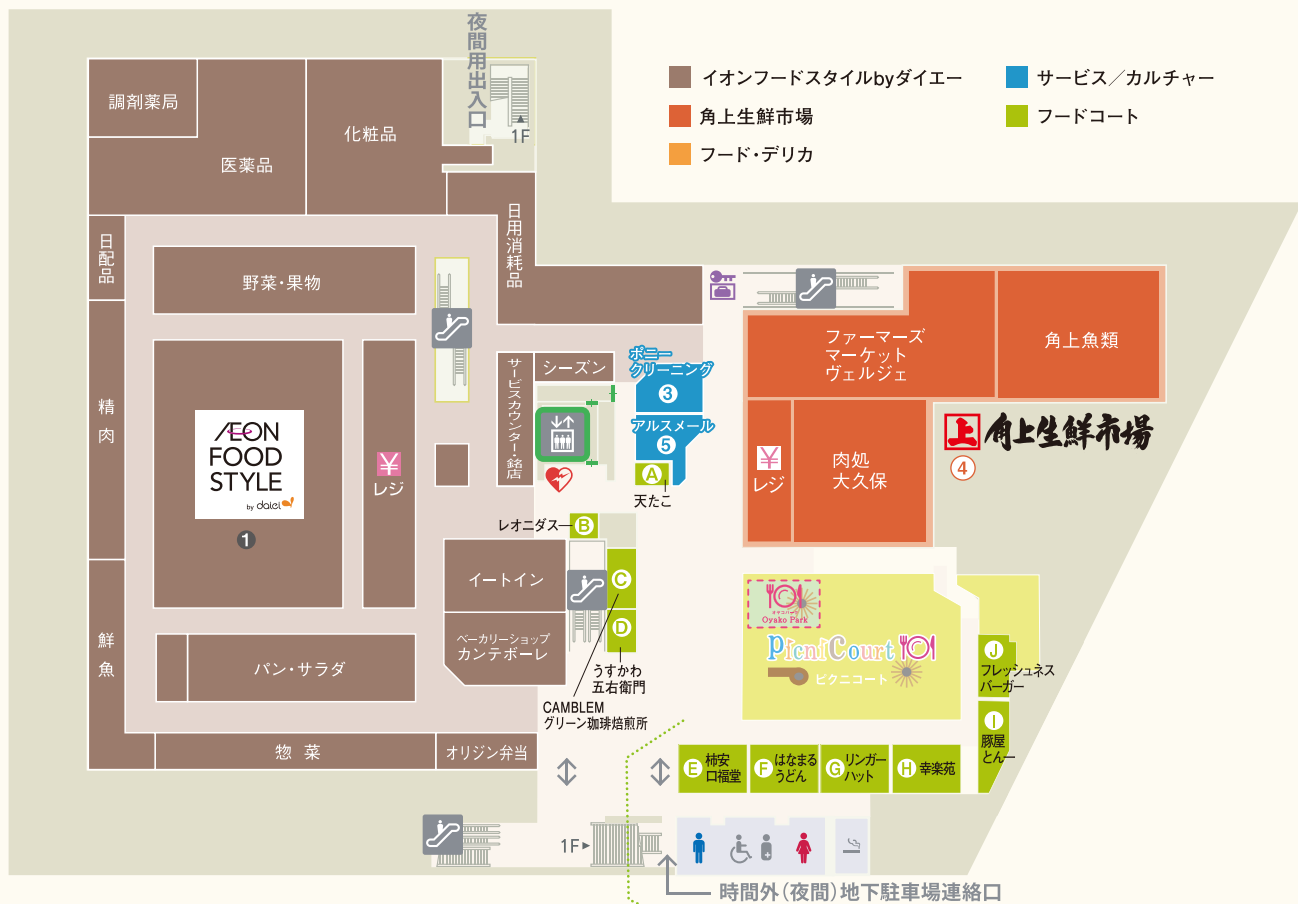 夜間用出入口
1F
イオンフードスタイルbyダイエー
角上生鮮市場
フード・デリカ
サービス／カルチャー
フードコート
調剤薬局
医薬品
化粧品
日用消耗品
日配品
野菜・果物
精肉
AEON
FOOD
STYLE
by daiei
1
¥
レジ
サービスカウンター・銘店
シーズン
ポニー
クリーニング
3
アルスメール
5
A
天たこ
レオニダス
B
ファーマーズ
マーケット
ヴェルジェ
角上魚類
¥
レジ
肉処
大久保
上 角上生鮮市場
4
イートイン
C
D
ベーカリーショップ
カンテボーレ
うすかわ
五右衛門
CAMBLEM
グリーン珈琲焙煎所
鮮魚
パン・サラダ
惣菜
オリジン弁当
オヤコパーク
Oyako Park
PicniCourt
ピクニコート
J
フレッシュネス
バーガー
I
豚屋
とん一
E
柿安
口福堂
F
はなまる
うどん
G
リンガー
ハット
H
幸楽苑
1F
時間外(夜間)地下駐車場連絡口